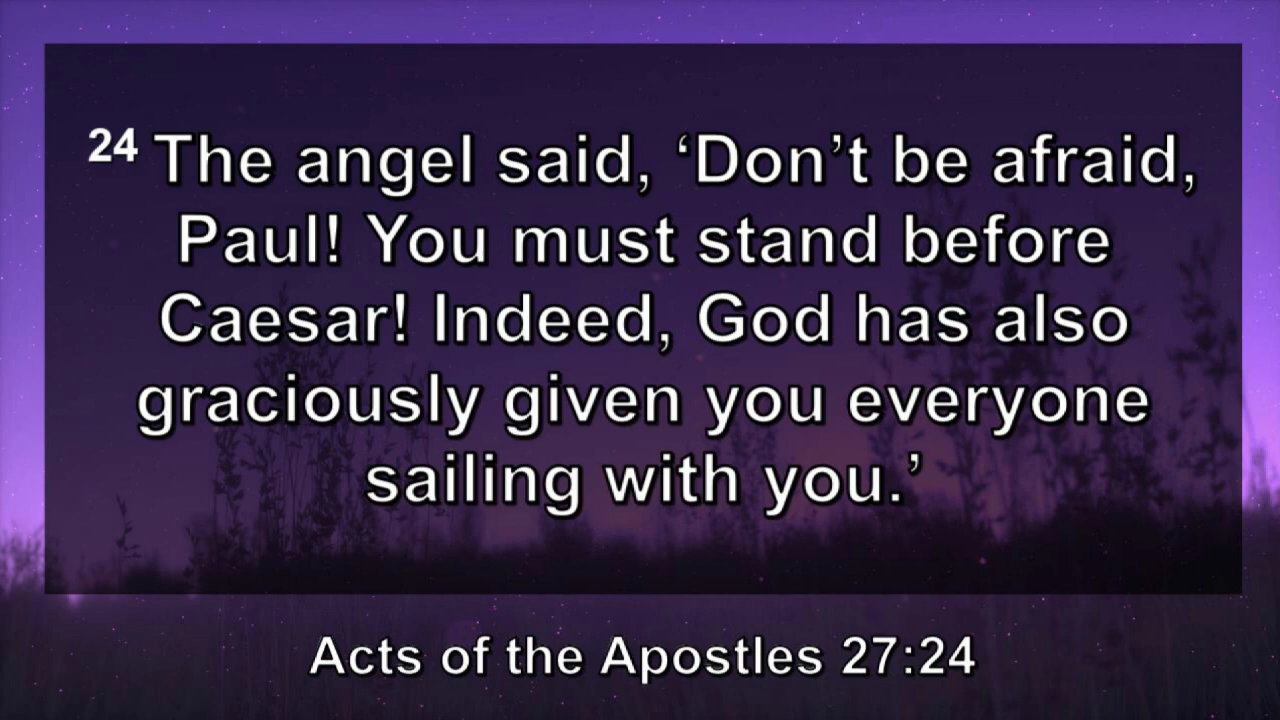 24 The angel said, ‘Don’t be afraid,
Paul! You must stand before
Caesar! Indeed, God has also
graciously given you everyone
sailing with you.’
Acts of the Apostles 27:24